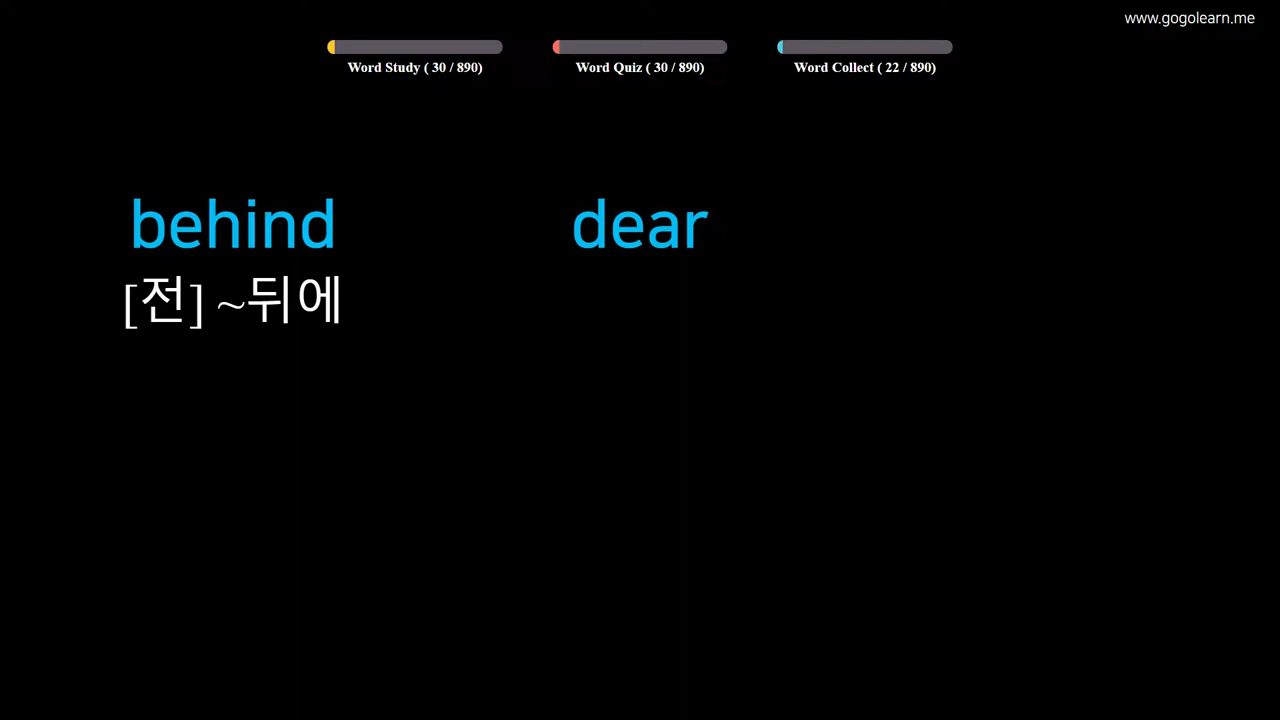 www.gogolearn.me
Word Study ( 30 / 890)
Word Quiz ( 30 / 890)
Word Collect ( 22 / 890)
behind
[전] ~뒤에
dear